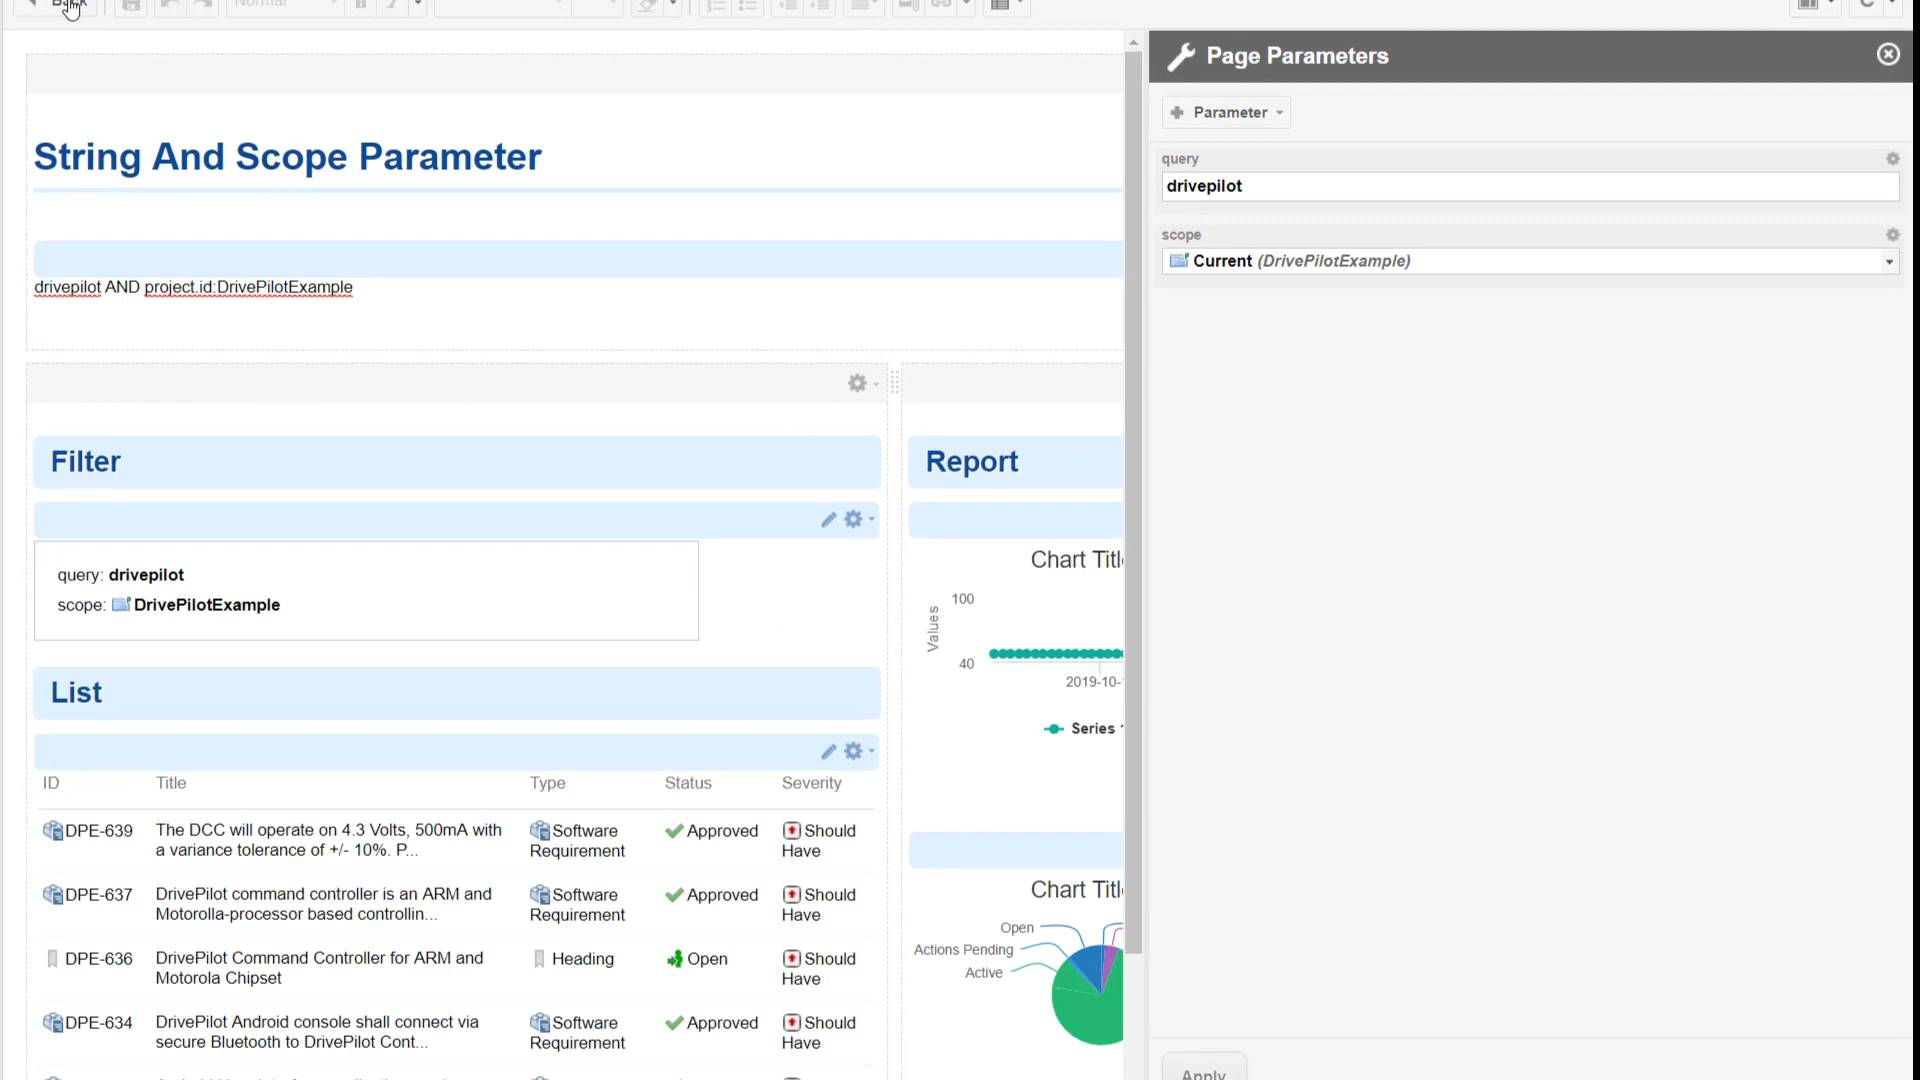 Back
Normal
Page Parameters
Parameter
query
drivepilot
scope
Current (DrivePilotExample)
String And Scope Parameter
drivepilot AND project.id:DrivePilotExample
Filter
query: drivepilot
scope: DrivePilotExample
List
ID Title Type Status Severity
DPE-639 The DCC will operate on 4.3 Volts, 500mA with Software Approved Should
a variance tolerance of +/- 10%. P... Requirement Have
DPE-637 DrivePilot command controller is an ARM and Software Approved Should
Motorolla-processor based controllin... Requirement Have
DPE-636 DrivePilot Command Controller for ARM and Heading Open Should
Motorola Chipset Have
DPE-634 DrivePilot Android console shall connect via Software Approved Should
secure Bluetooth to DrivePilot Cont... Requirement Have
Report
Chart Title
100
Values
40
2019-10-
Series
Chart Title
Open
Actions Pending
Active
Apply